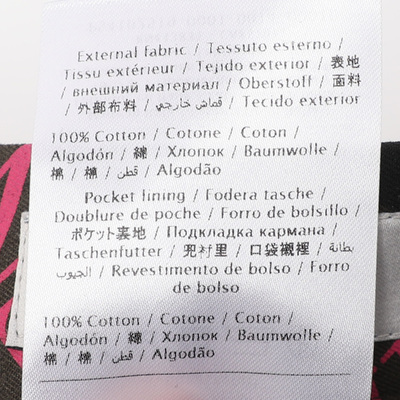 External fabric / Tessuto esterno /
Tissu extérieur / Tejido exterior / 表地
/ внешний материал / Oberstoff / 面料
/ 外部布料 / قماش خارجي / Tecido exterior
100% Cotton / Cotone / Coton /
Algodón / 綿 / Хлопок / Baumwolle /
棉 / 棉 / قطن / Algodão
Pocket lining / Fodera tasche /
Doublure de poche / Forro de bolsillo /
ポケット裏地 / Подкладка кармана /
Taschenfutter / 兜衬里 / 口袋襯裡 / بطانة
الجيوب / Revestimento de bolso / Forro
de bolso
100% Cotton / Cotone / Coton /
Algodón / 綿 / Хлопок / Baumwolle /
棉 / 棉 / قطن / Algodão